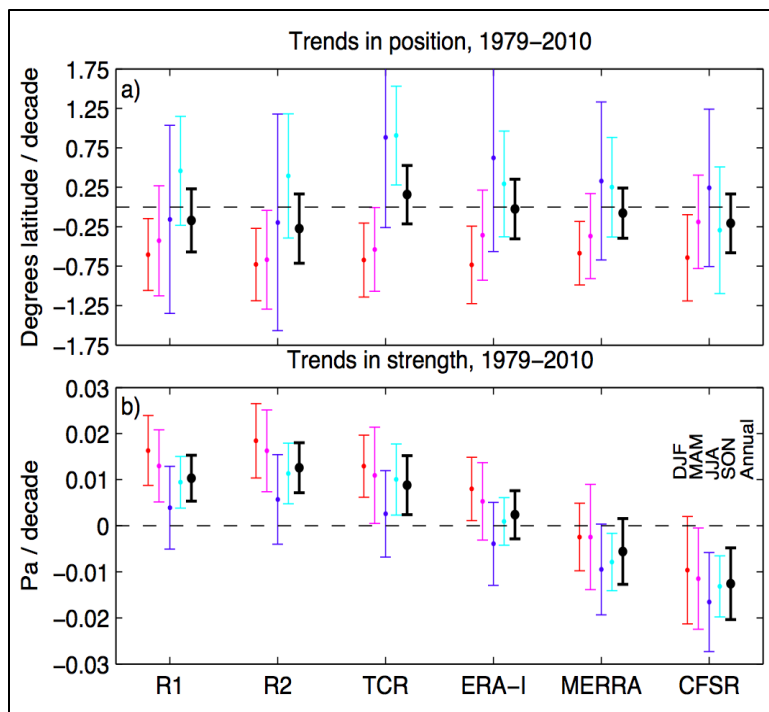 Trends in position, 1979−2010
a)
Degrees latitude / decade
1.75
1.25
0.75
0.25
−0.25
−0.75
−1.25
−1.75
Trends in strength, 1979−2010
b)
Pa / decade
0.03
0.02
0.01
0
−0.01
−0.02
−0.03
DJF
MAM
JJA
SON
Annual
R1 R2 TCR ERA−I MERRA CFSR